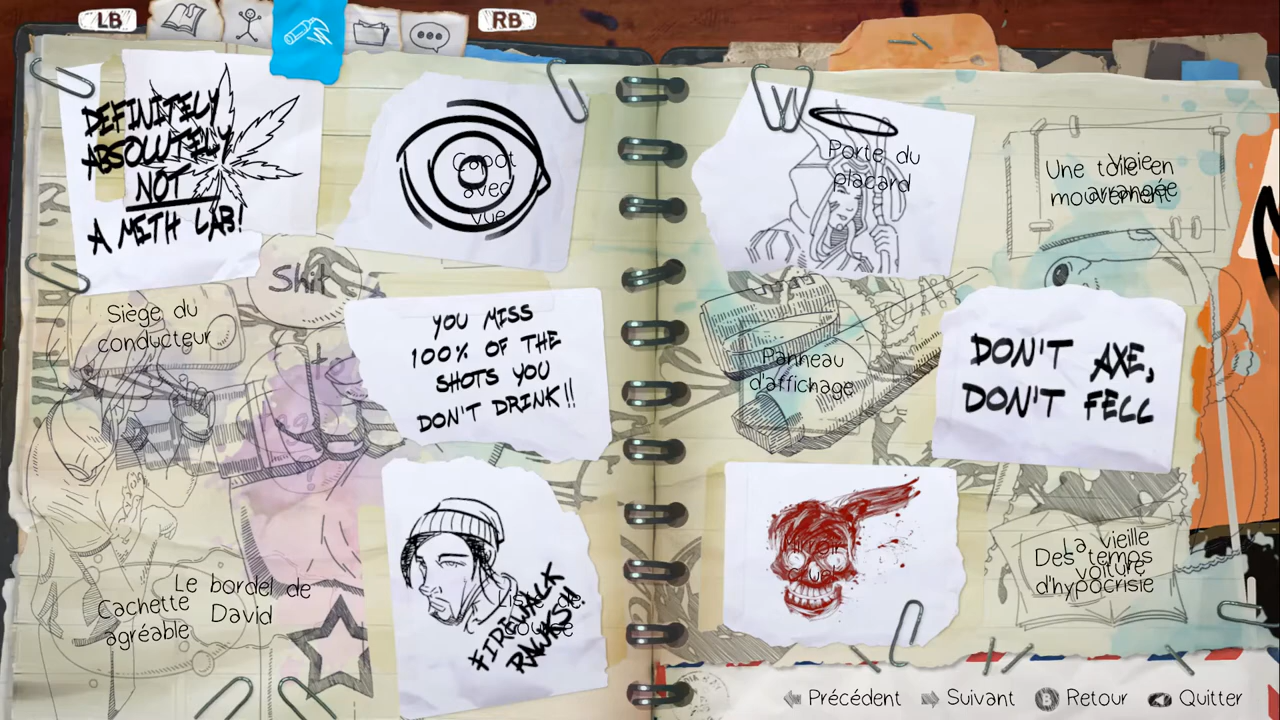 LB
RB
DEFINITELY
ABSOLUTELY
NOT
A METH LAB!
Capot
avec
vue
Porte du
placard
Une toile en
mouvement
Shit
Siège du
conducteur
YOU MISS
100% OF THE
SHOTS YOU
DON'T DRINK!!
Panneau
d'affichage
DON'T AXE,
DON'T FELL
Le bordel de
David
Cachette
agréable
La vieille
voiture
Des temps
d'hypocrisie
Précédent
Suivant
B
Retour
Quitter